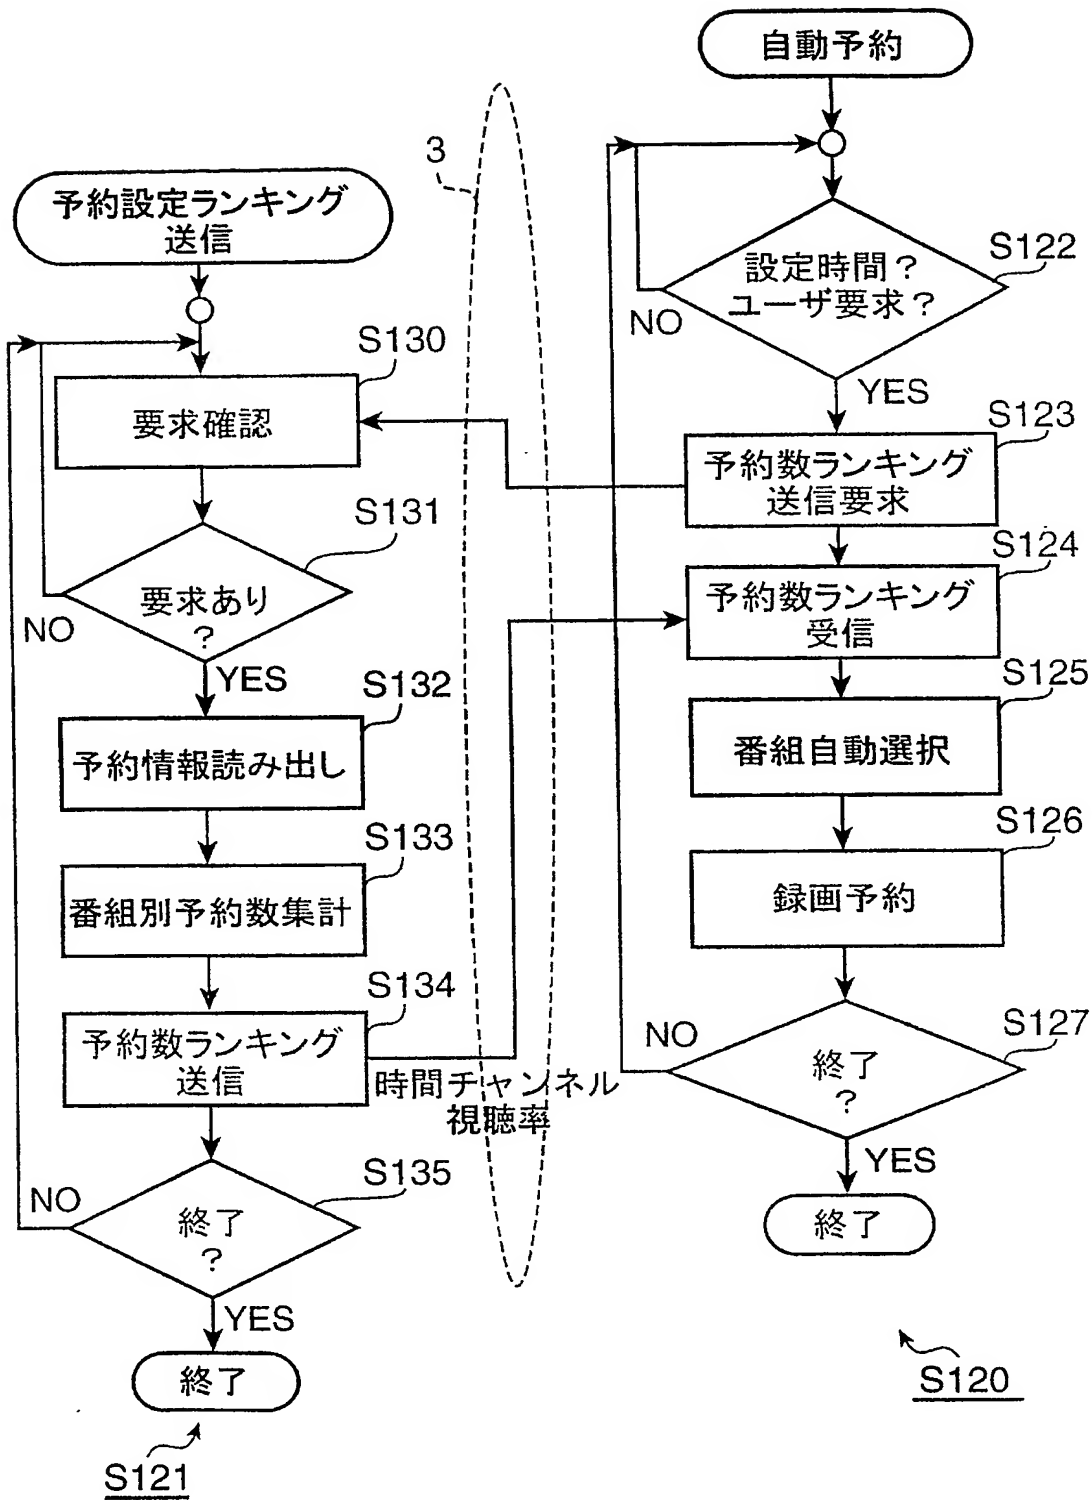 自動予約
3
予約設定ランキング
送信
設定時間?
ユーザ要求?
S122
NO
YES
S130
要求確認
S123
予約数ランキング
送信要求
S131
要求あり
?
NO
YES
S124
予約数ランキング
受信
S132
予約情報読み出し
S125
番組自動選択
S133
番組別予約数集計
S126
録画予約
S134
予約数ランキング
送信
時間チャンネル
視聴率
S127
NO
終了
?
YES
終了
S135
NO
終了
?
YES
終了
S120
S121